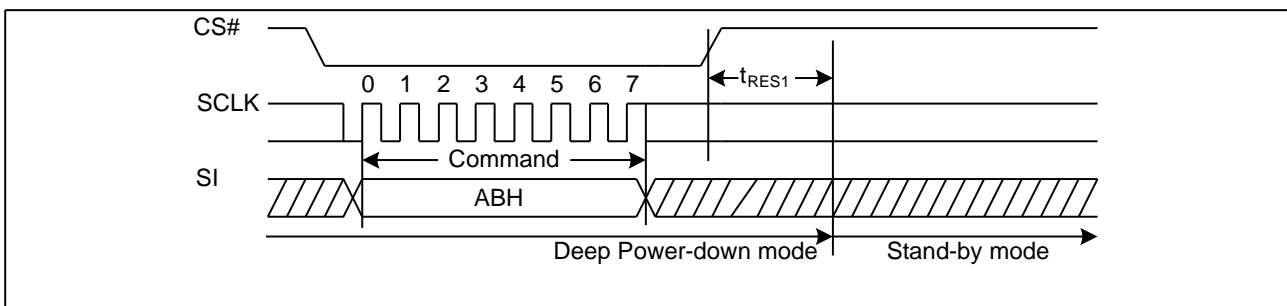 CS#
tRES1
0 1 2 3 4 5 6 7
SCLK
Command
SI
ABH
Deep Power-down mode
Stand-by mode